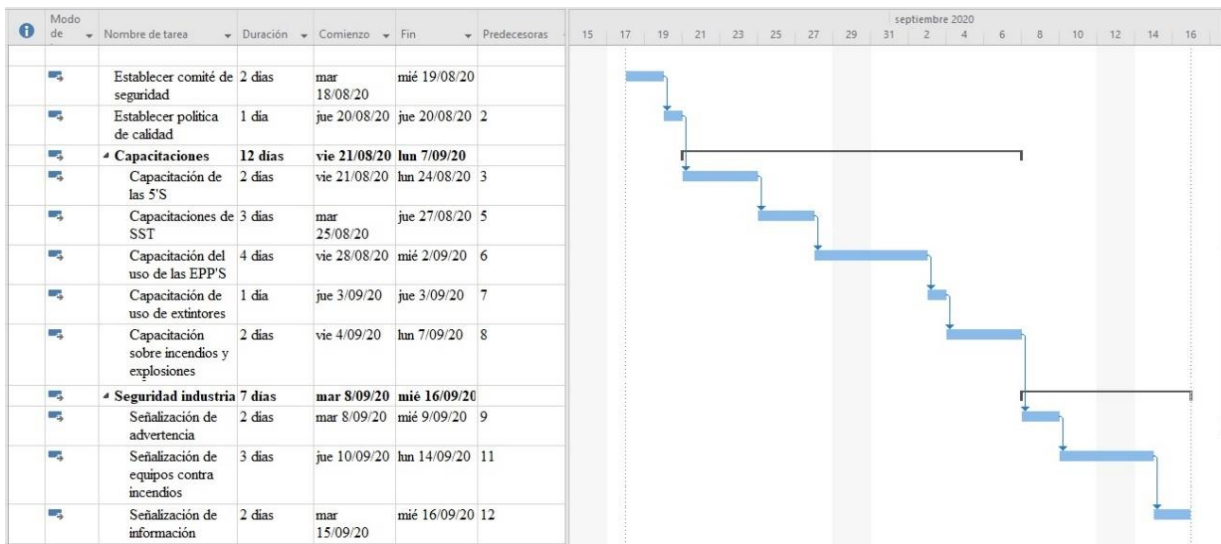 septiembre 2020
Modo
de
Nombre de tarea Duración Comienzo Fin Predecesoras 15 17 19 21 23 25 27 29 31 2 4 6 8 10 12 14 16
Establecer comité de 2 días mar mié 19/08/20
seguridad 18/08/20
Establecer política 1 día jue 20/08/20 jue 20/08/20 2
de calidad
Capacitaciones 12 días vie 21/08/20 lun 7/09/20
Capacitación de 2 días vie 21/08/20 lun 24/08/20 3
las 5'S
Capacitaciones de 3 días mar jue 27/08/20 5
SST 25/08/20
Capacitación del 4 días vie 28/08/20 mié 2/09/20 6
uso de las EPP'S
Capacitación de 1 día jue 3/09/20 jue 3/09/20 7
uso de extintores
Capacitación 2 días vie 4/09/20 lun 7/09/20 8
sobre incendios y
explosiones
Seguridad industria 7 días mar 8/09/20 mié 16/09/20
Señalización de 2 días mar 8/09/20 mié 9/09/20 9
advertencia
Señalización de 3 días jue 10/09/20 lun 14/09/20 11
equipos contra
incendios
Señalización de 2 días mar mié 16/09/20 12
información 15/09/20